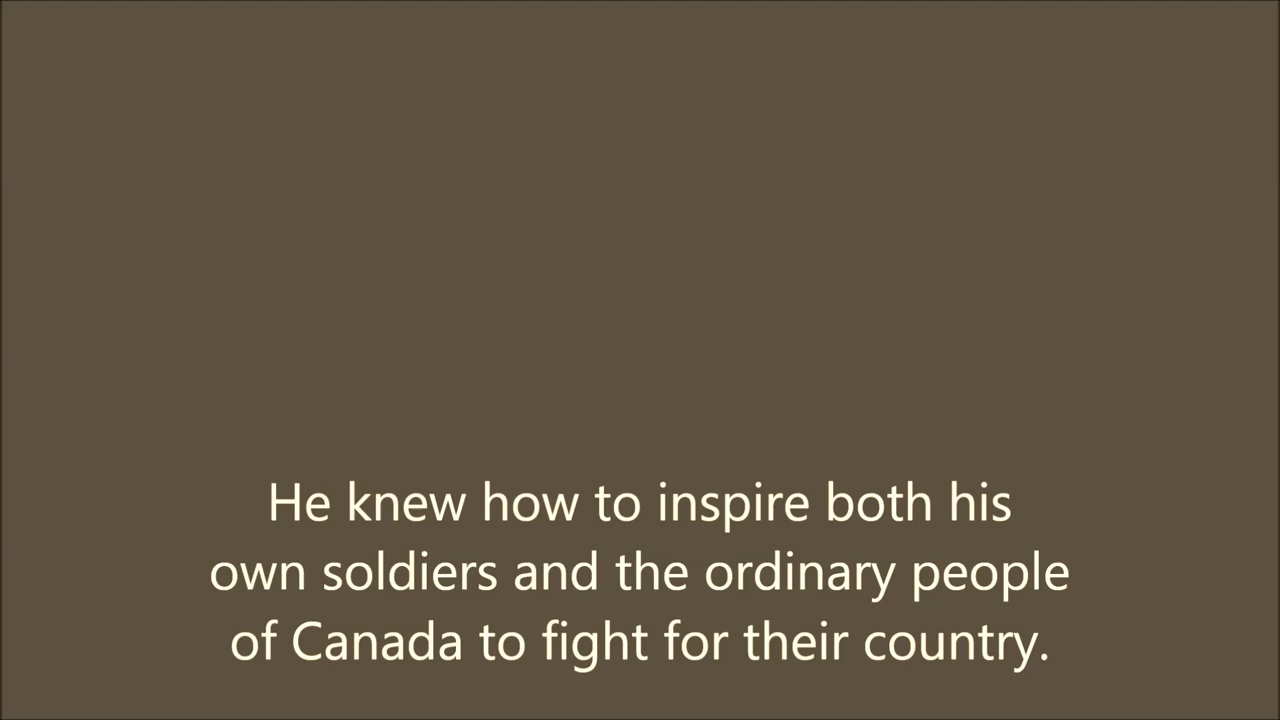 He knew how to inspire both his
own soldiers and the ordinary people
of Canada to fight for their country.